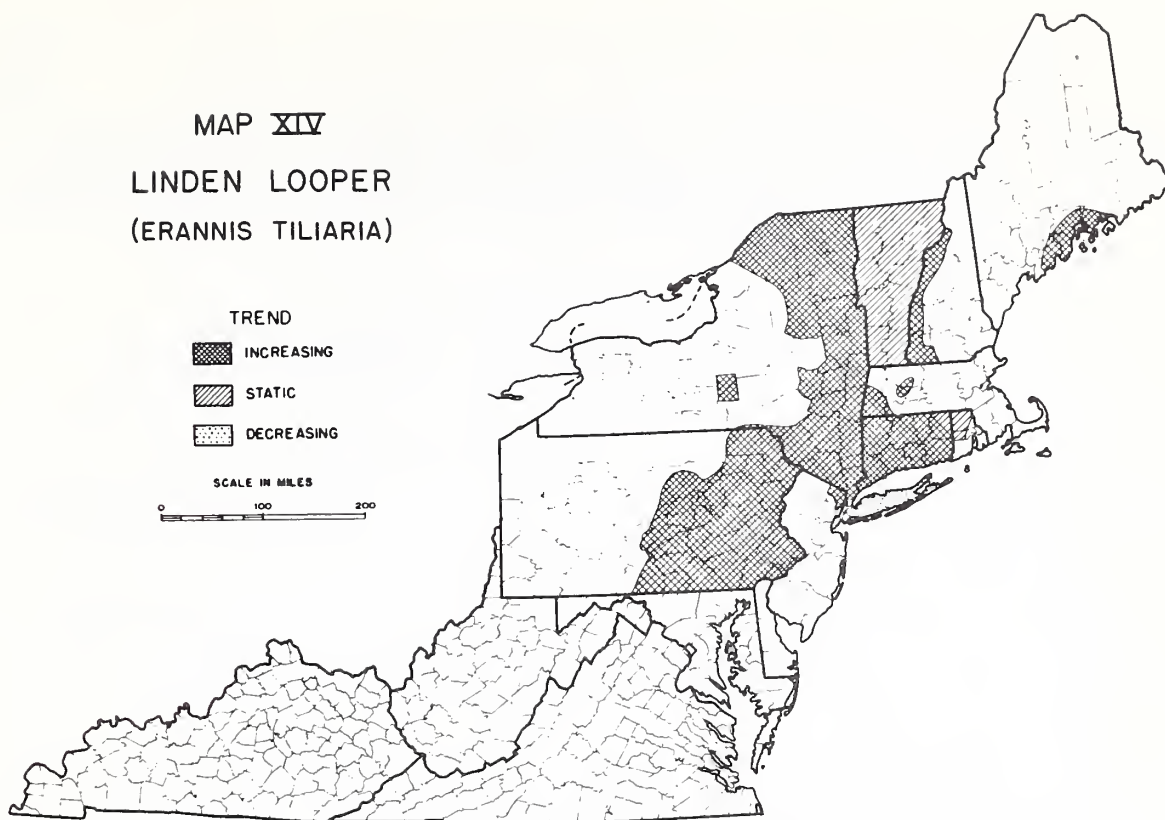 MAP XIV
LINDEN LOOPER
(ERANNIS TILIARIA)
TREND
INCREASING
STATIC
DECREASING
SCALE IN MILES
0 100 200